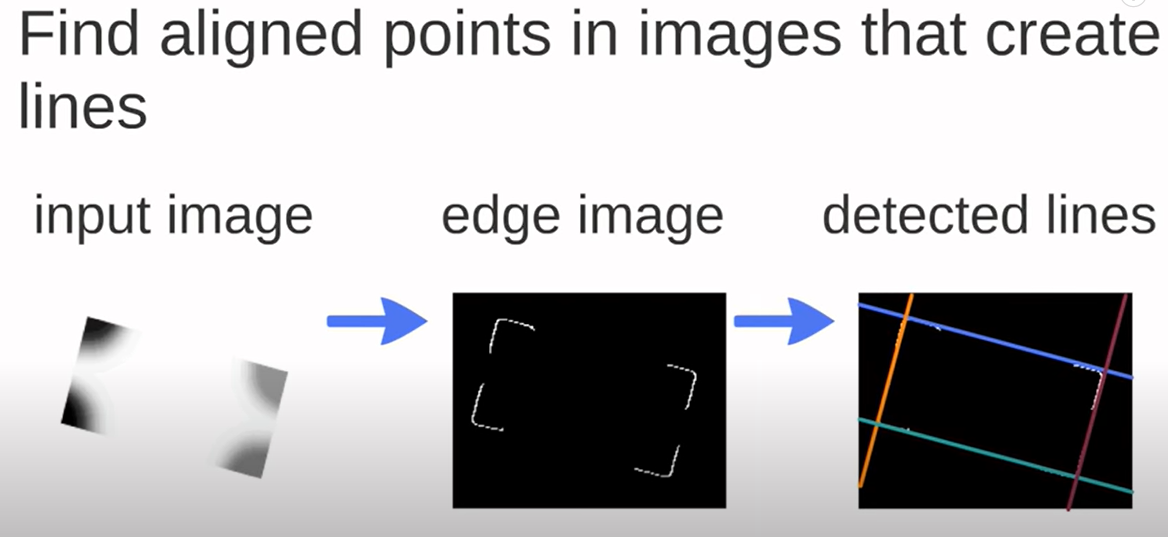 Find aligned points in images that create
lines
input image
edge image
detected lines